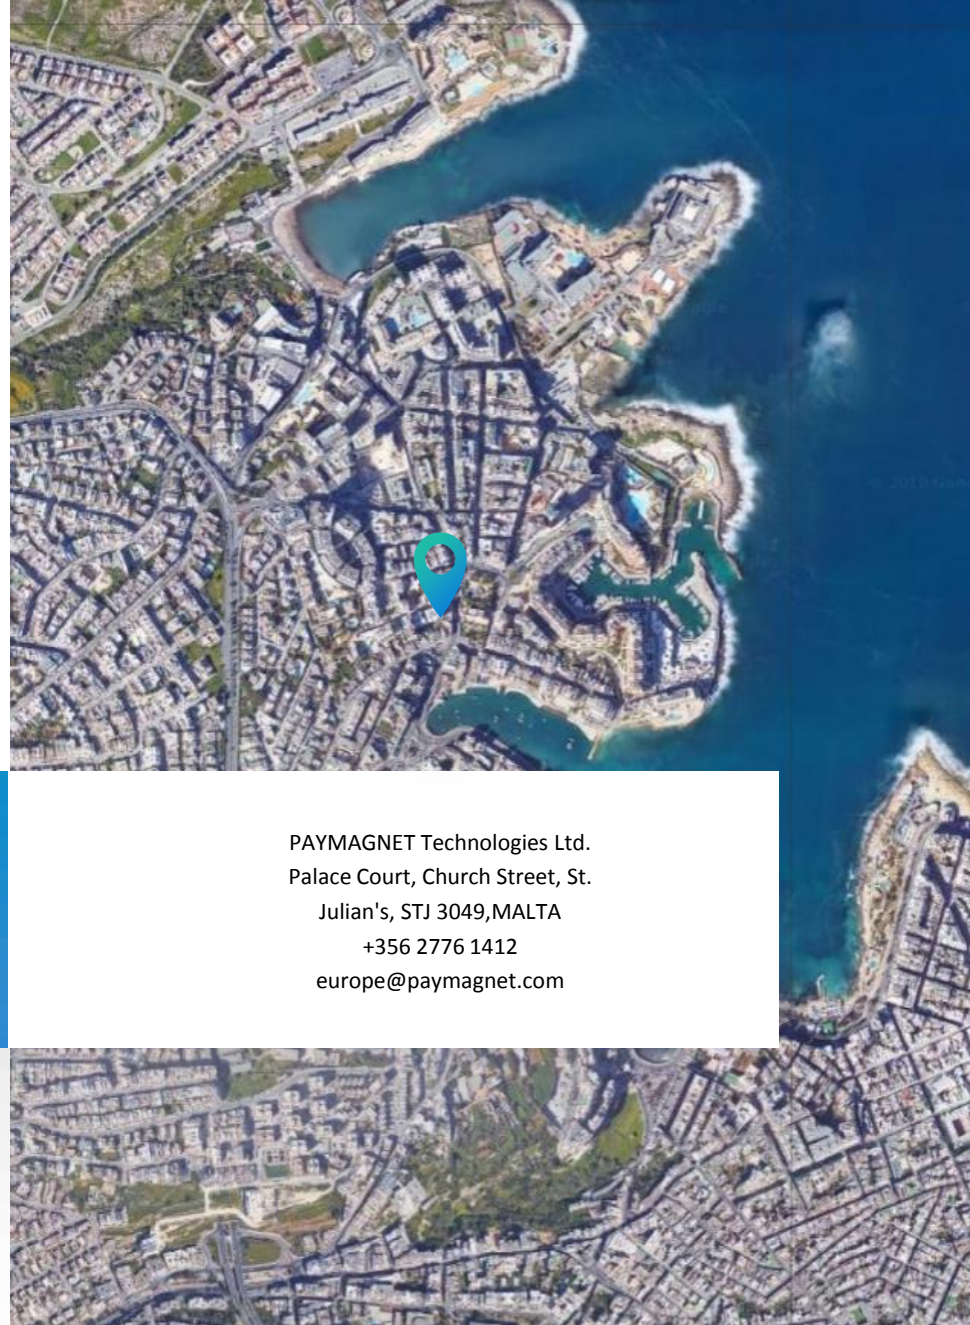 PAYMAGNET Technologies Ltd.
Palace Court, Church Street, St.
Julian's, STJ 3049,MALTA
+356 2776 1412
europe@paymagnet.com